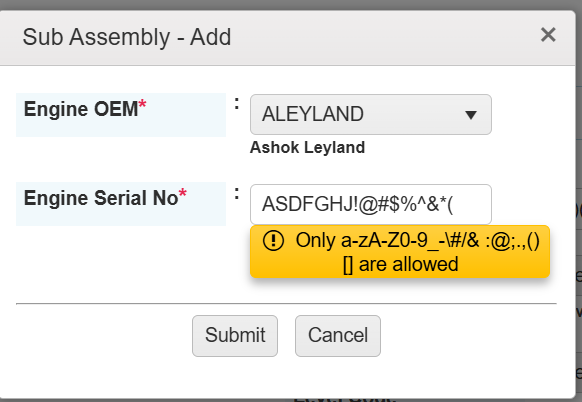 Sub Assembly - Add
Engine OEM*
:
ALEYLAND
Ashok Leyland
Engine Serial No*
:
ASDFGHJ!@#$%^&*(
Only a-zA-Z0-9_-\#/& :@;.,()
[] are allowed
Submit
Cancel